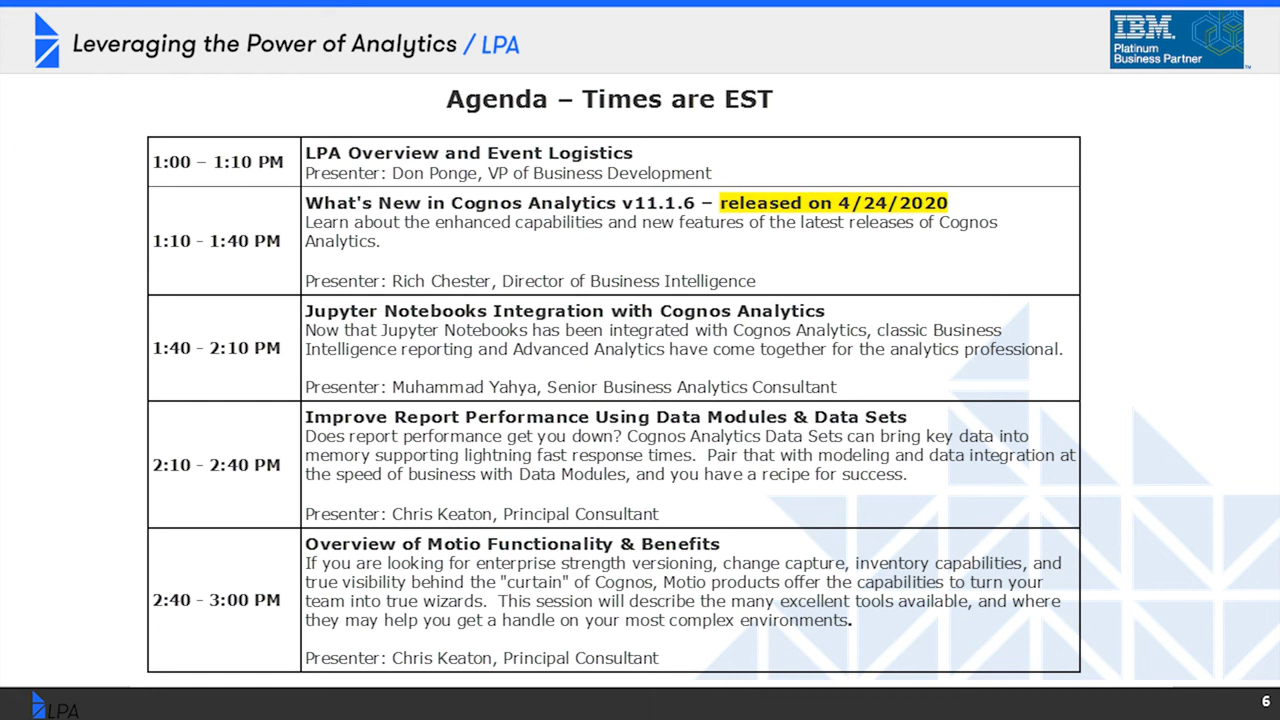 Leveraging the Power of Analytics / LPA
IBM.
Platinum
Business Partner
TM
Agenda – Times are EST
1:00 – 1:10 PM
LPA Overview and Event Logistics
Presenter: Don Ponge, VP of Business Development
1:10 - 1:40 PM
What's New in Cognos Analytics v11.1.6 – released on 4/24/2020
Learn about the enhanced capabilities and new features of the latest releases of Cognos
Analytics.
Presenter: Rich Chester, Director of Business Intelligence
1:40 - 2:10 PM
Jupyter Notebooks Integration with Cognos Analytics
Now that Jupyter Notebooks has been integrated with Cognos Analytics, classic Business
Intelligence reporting and Advanced Analytics have come together for the analytics professional.
Presenter: Muhammad Yahya, Senior Business Analytics Consultant
2:10 - 2:40 PM
Improve Report Performance Using Data Modules & Data Sets
Does report performance get you down? Cognos Analytics Data Sets can bring key data into
memory supporting lightning fast response times.  Pair that with modeling and data integration at
the speed of business with Data Modules, and you have a recipe for success.
Presenter: Chris Keaton, Principal Consultant
2:40 - 3:00 PM
Overview of Motio Functionality & Benefits
If you are looking for enterprise strength versioning, change capture, inventory capabilities, and
true visibility behind the "curtain" of Cognos, Motio products offer the capabilities to turn your
team into true wizards.  This session will describe the many excellent tools available, and where
they may help you get a handle on your most complex environments.
Presenter: Chris Keaton, Principal Consultant
LPA
6